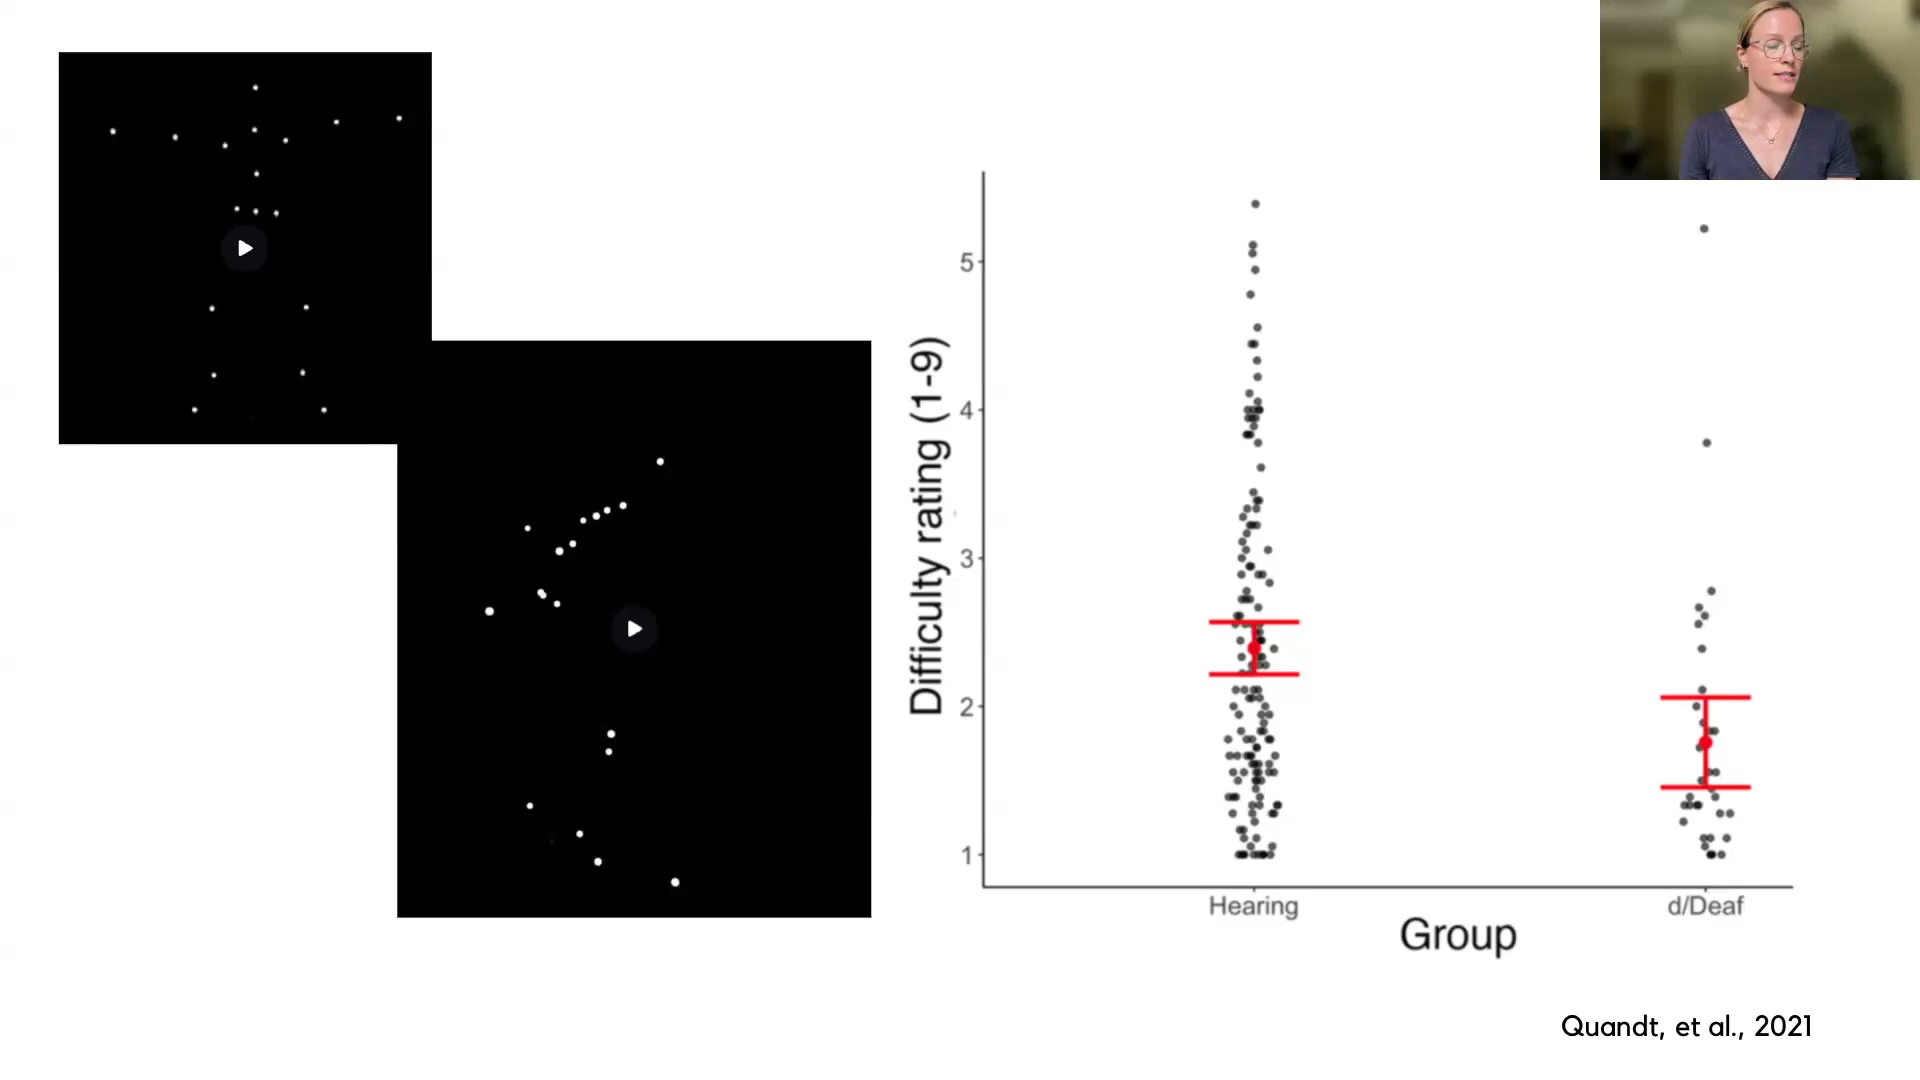 Difficulty rating (1-9)
5
4
3
2
1
Hearing
d/Deaf
Group
Quandt, et al., 2021